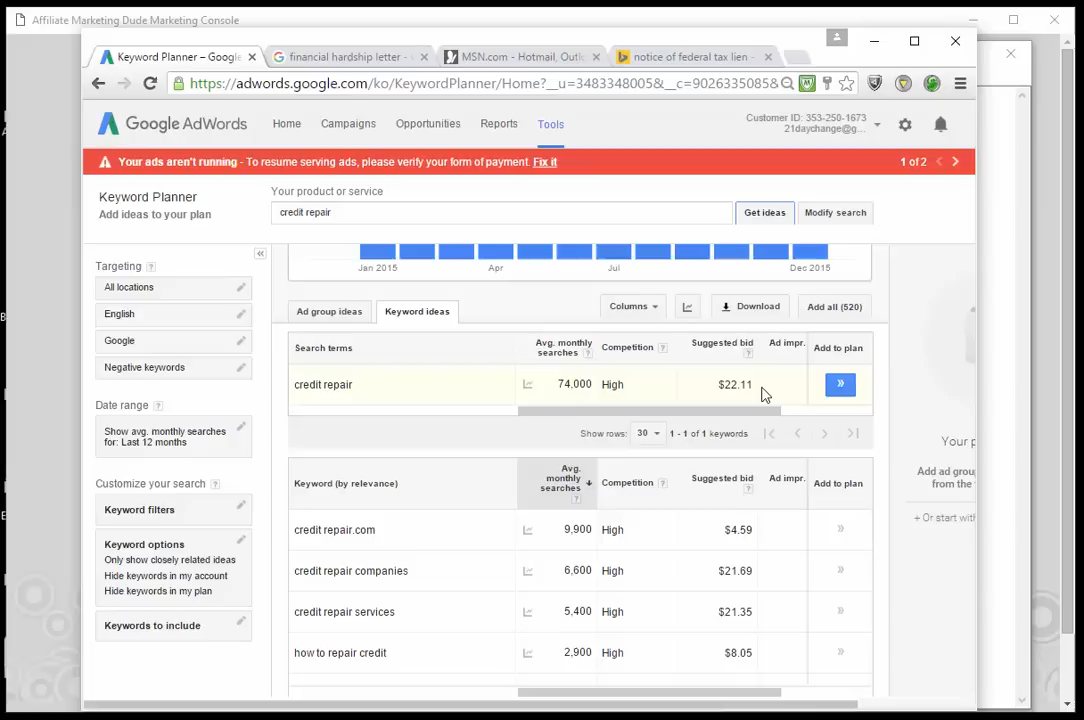 Affiliate Marketing Dude Marketing Console
Keyword Planner – Google
financial hardship letter -
MSN.com - Hotmail, Outl
notice of federal tax lien -
https://adwords.google.com/ko/KeywordPlanner/Home?__u=3483348005&__c=9026335085&
Google AdWords
Home
Campaigns
Opportunities
Reports
Tools
Customer ID: 353-250-1673
21daychange@g...
Your ads aren't running - To resume serving ads, please verify your form of payment. Fix it
1 of 2
Keyword Planner
Add ideas to your plan
Your product or service
credit repair
Get ideas
Modify search
Targeting ?
All locations
English
Google
Negative keywords
Date range ?
Show avg. monthly searches
for: Last 12 months
Customize your search ?
Keyword filters
Keyword options
Only show closely related ideas
Hide keywords in my account
Hide keywords in my plan
Keywords to include
Jan 2015
Apr
Jul
Dec 2015
Ad group ideas
Keyword ideas
Columns
Download
Add all (520)
Search terms
Avg. monthly
searches ?
Competition ?
Suggested bid
?
Ad impr.
Add to plan
credit repair
74,000
High
$22.11
»
Show rows:
30
1 - 1 of 1 keywords
Keyword (by relevance)
Avg.
monthly
searches
?
Competition ?
Suggested bid
?
Ad impr.
Add to plan
credit repair.com
9,900
High
$4.59
»
credit repair companies
6,600
High
$21.69
»
credit repair services
5,400
High
$21.35
»
how to repair credit
2,900
High
$8.05
»
Your p
Add ad grou
from the
+ Or start with